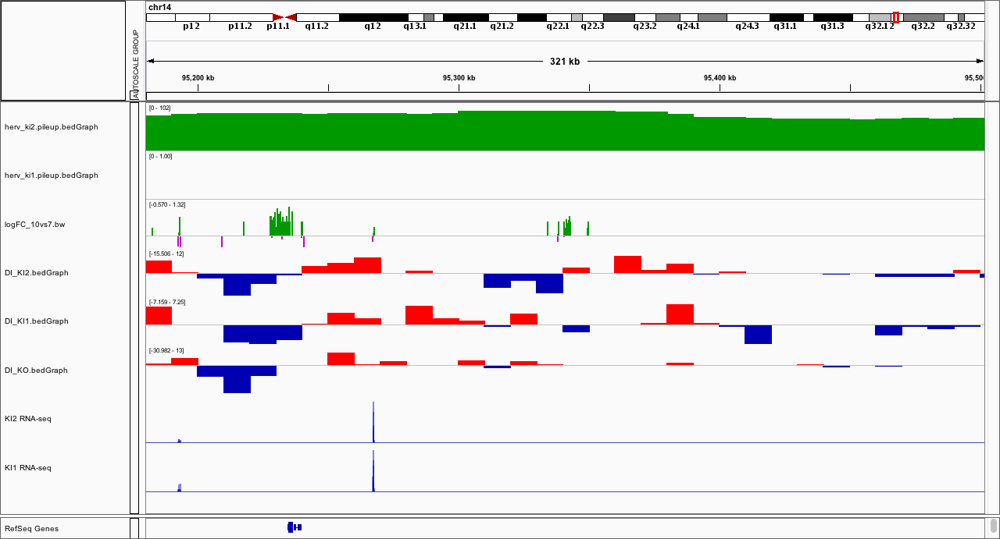 chr14
p12 p11.2 p11.1 q11.2 q12 q13.1 q21.1 q21.2 q22.1 q22.3 q23.2 q24.1 q24.3 q31.1 q31.3 q32.12 q32.2 q32.32
AUTOSCALE GROUP
321 kb
95,200 kb 95,300 kb 95,400 kb 95,500
[0 - 102]
herv_ki2.pileup.bedGraph
[0 - 1.00]
herv_ki1.pileup.bedGraph
[-0.570 - 1.32]
logFC_10vs7.bw
[-15.506 - 12]
DI_KI2.bedGraph
[-7.159 - 7.25]
DI_KI1.bedGraph
[-30.982 - 13]
DI_KO.bedGraph
KI2 RNA-seq
KI1 RNA-seq
RefSeq Genes